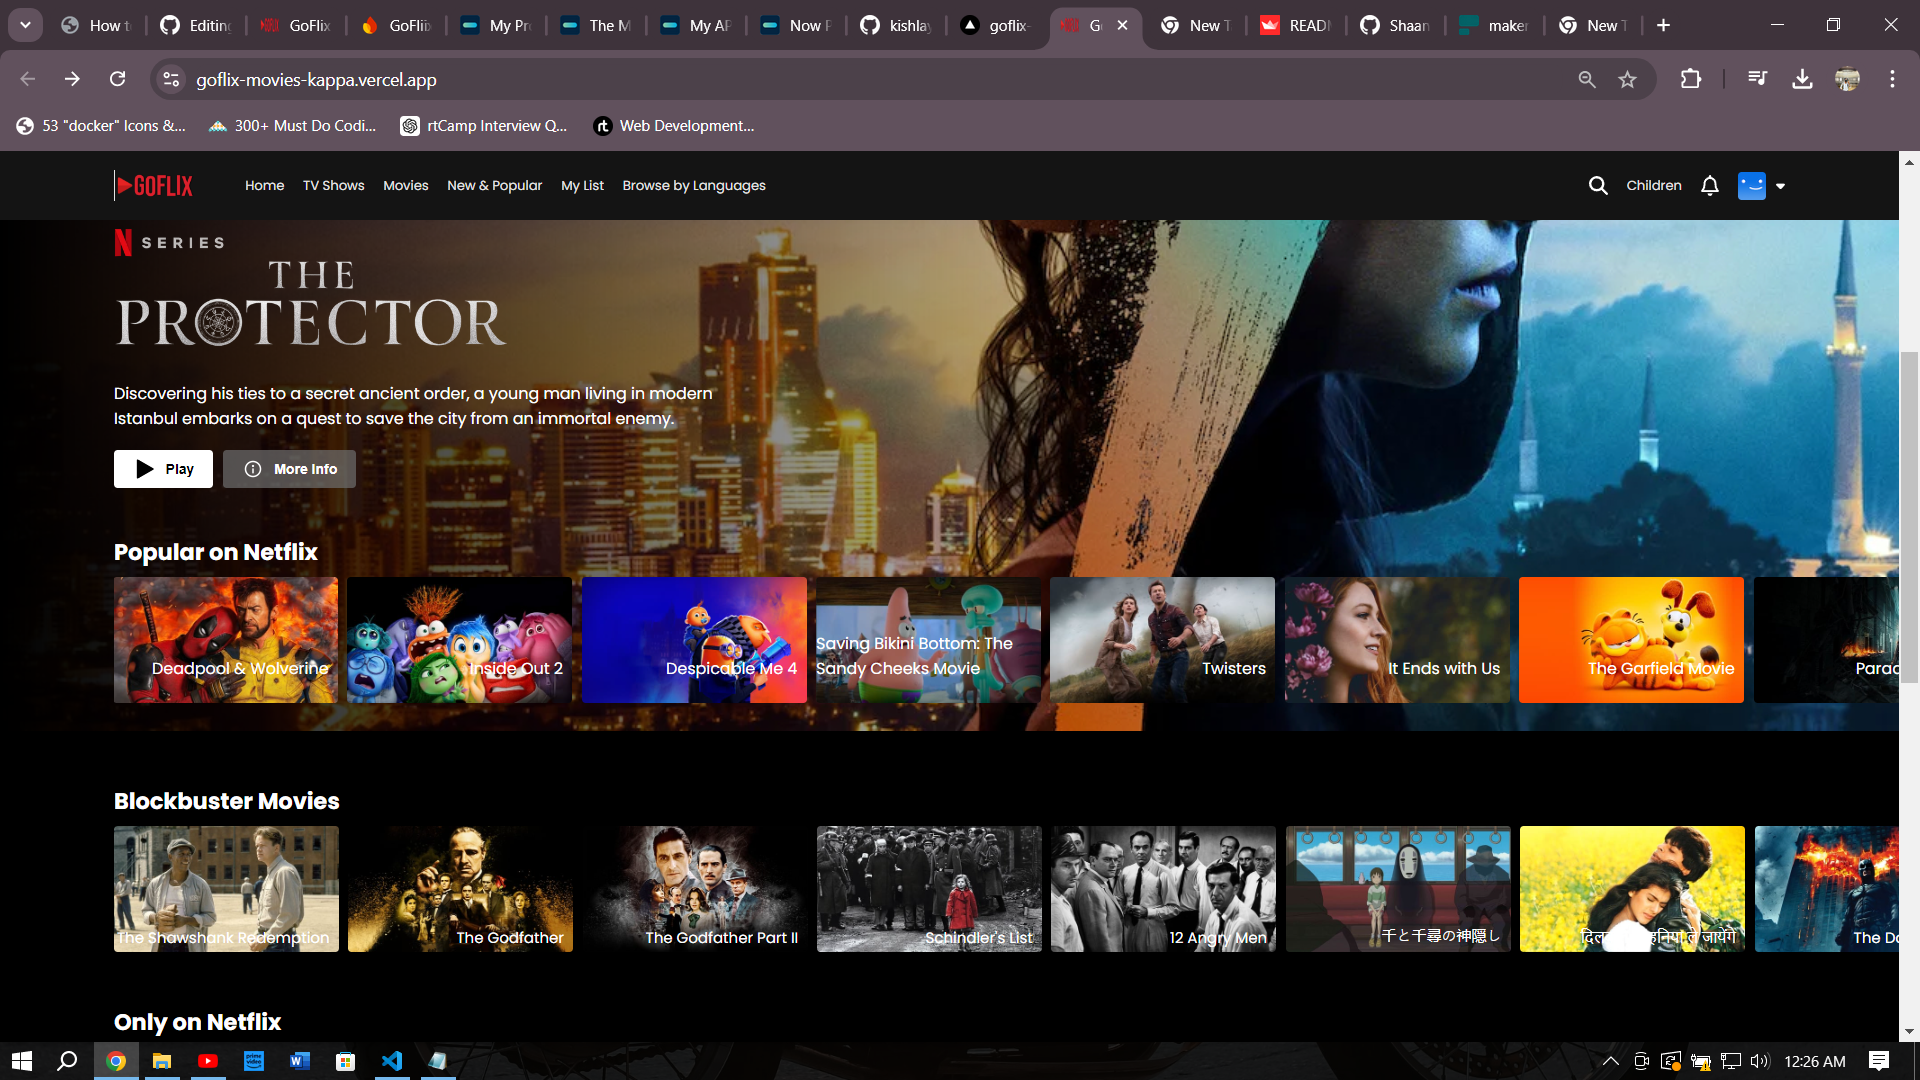 How t
Editing
GoFlix
GoFliix
My Pro
The M
My AP
Now P
kishlay
goflix-
G
New T
READ
Shaan
maker
New T
goflix-movies-kappa.vercel.app
53 "docker" Icons &...
300+ Must Do Codi...
rtCamp Interview Q...
Web Development...
GOFLIX
Home
TV Shows
Movies
New & Popular
My List
Browse by Languages
Children
N SERIES
THE
PROTECTOR
Discovering his ties to a secret ancient order, a young man living in modern
Istanbul embarks on a quest to save the city from an immortal enemy.
Play
More Info
Popular on Netflix
Deadpool & Wolverine
Inside Out 2
Despicable Me 4
Saving Bikini Bottom: The
Sandy Cheeks Movie
Twisters
It Ends with Us
The Garfield Movie
Parad
Blockbuster Movies
The Shawshank Redemption
The Godfather
The Godfather Part II
Schindler's List
12 Angry Men
千と千尋の神隠し
ले जायेंगे
The Da
Only on Netflix
12:26 AM